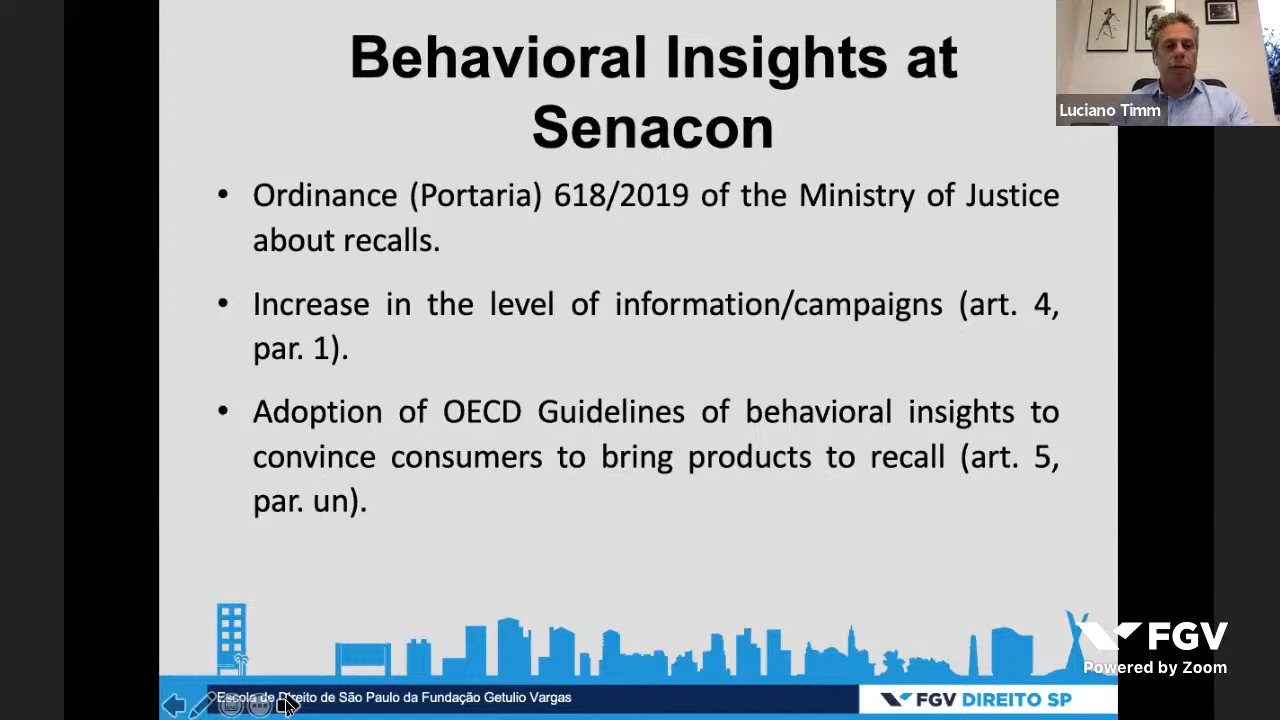 Behavioral Insights at
Senacon
Luciano Timm
• Ordinance (Portaria) 618/2019 of the Ministry of Justice
about recalls.
• Increase in the level of information/campaigns (art. 4,
par. 1).
• Adoption of OECD Guidelines of behavioral insights to
convince consumers to bring products to recall (art. 5,
par. un).
FGV
Powered by Zoom
Escola de Direito de São Paulo da Fundação Getulio Vargas
FGV DIREITO SP